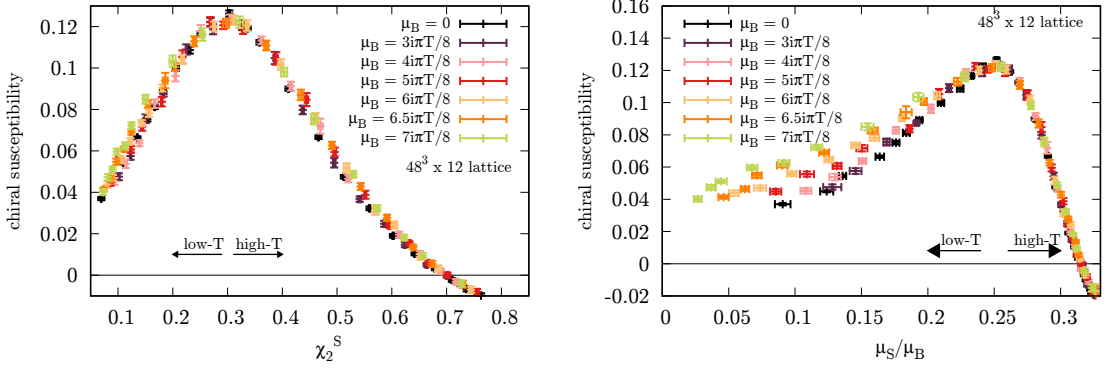 chiral susceptibility
0.12
0.1
0.08
0.06
0.04
0.02
0
μB = 0
μB = 3iπT/8
μB = 4iπT/8
μB = 5iπT/8
μB = 6iπT/8
μB = 6.5iπT/8
μB = 7iπT/8
48³ x 12 lattice
low-T high-T
0.1 0.2 0.3 0.4 0.5 0.6 0.7 0.8
χ₂ˢ
chiral susceptibility
0.16
0.14
0.12
0.1
0.08
0.06
0.04
0.02
0
-0.02
μB = 0
μB = 3iπT/8
μB = 4iπT/8
μB = 5iπT/8
μB = 6iπT/8
μB = 6.5iπT/8
μB = 7iπT/8
48³ x 12 lattice
low-T high-T
0 0.05 0.1 0.15 0.2 0.25 0.3
μS/μB